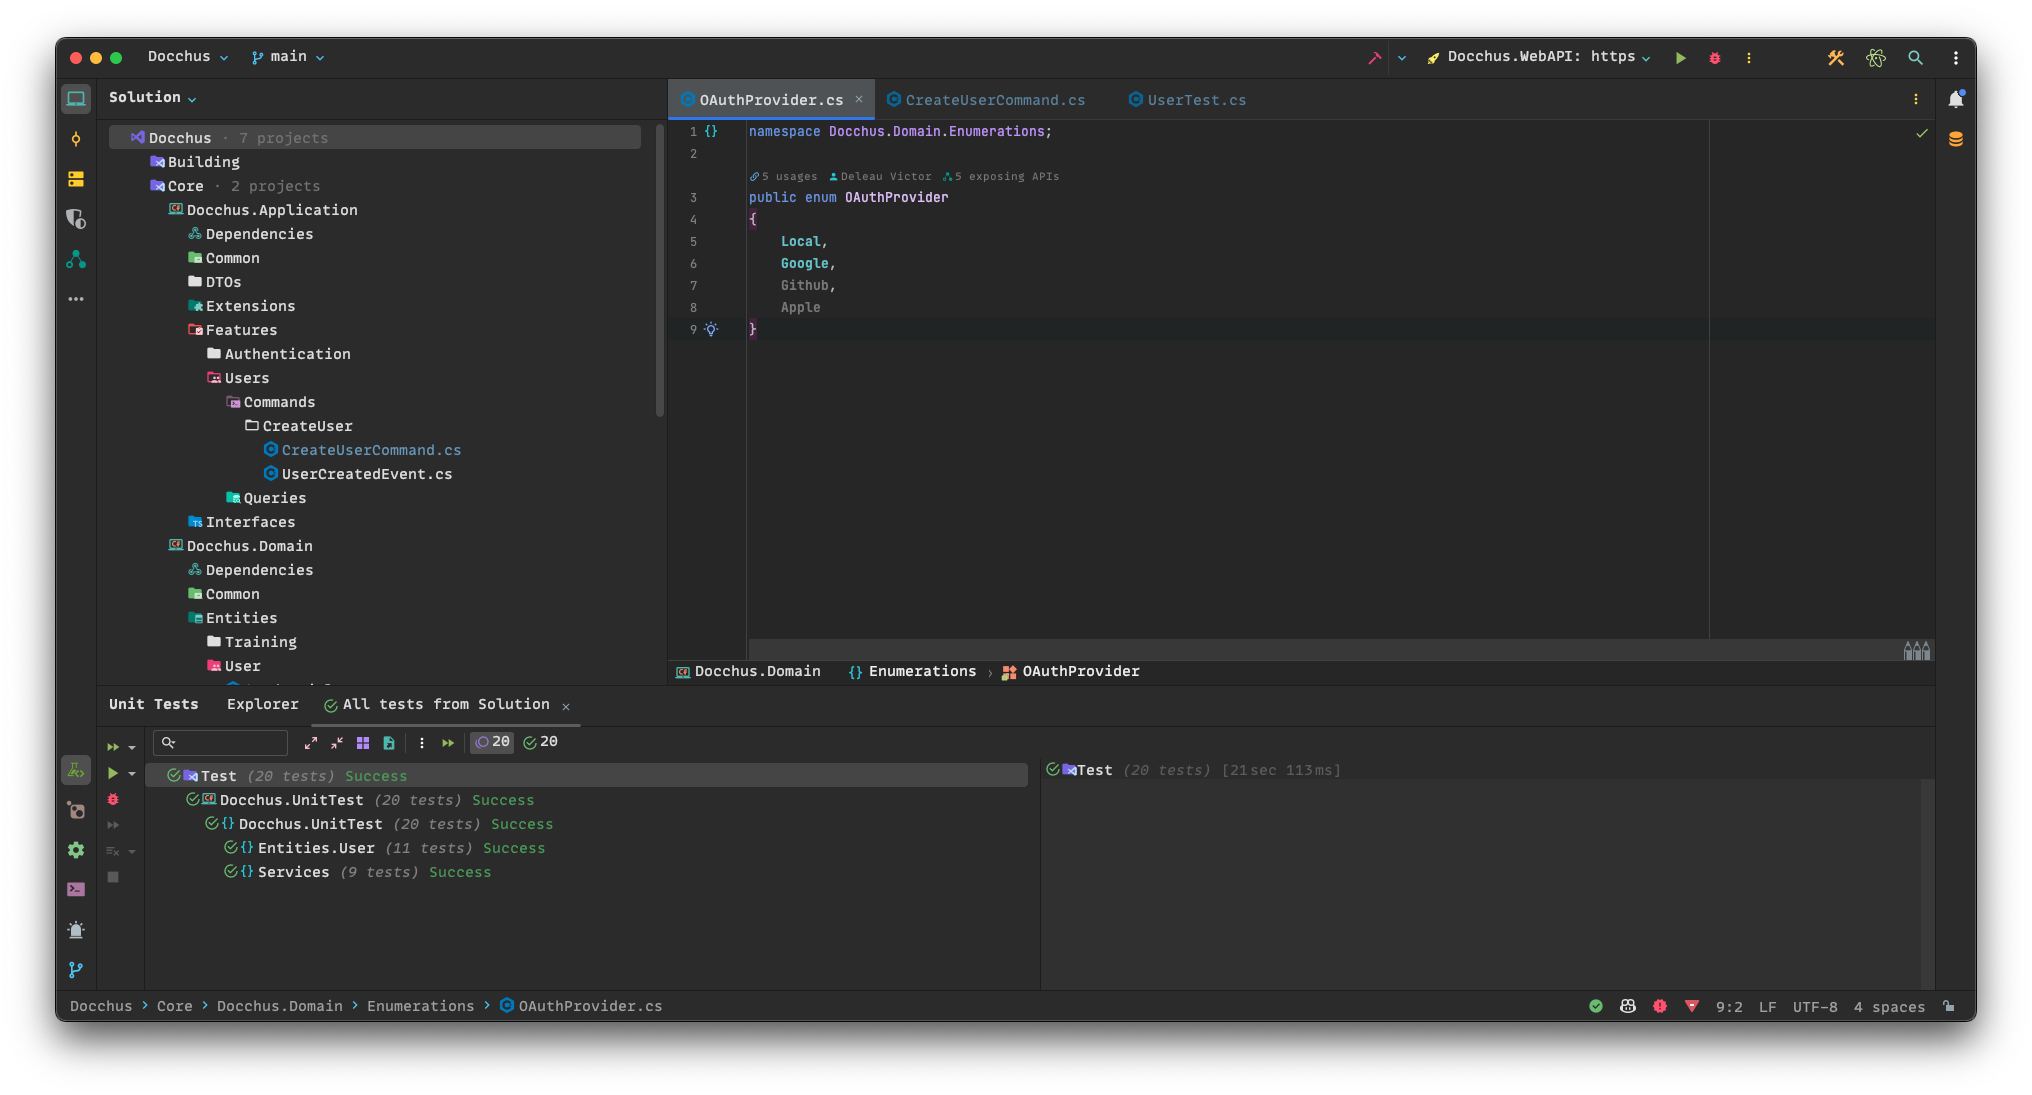 Docchus
main
Docchus.WebAPI: https
Solution
Docchus · 7 projects
Building
Core · 2 projects
Docchus.Application
Dependencies
Common
DTOs
Extensions
Features
Authentication
Users
Commands
CreateUser
CreateUserCommand.cs
UserCreatedEvent.cs
Queries
Interfaces
Docchus.Domain
Dependencies
Common
Entities
Training
User
OAuthProvider.cs
CreateUserCommand.cs
UserTest.cs
1 {} namespace Docchus.Domain.Enumerations;
2
5 usages Deleau Victor 5 exposing APIs
3 public enum OAuthProvider
4 {
5 Local,
6 Google,
7 Github,
8 Apple
9 }
Docchus.Domain {} Enumerations › OAuthProvider
Unit Tests Explorer All tests from Solution
20 20
Test (20 tests) Success
Docchus.UnitTest (20 tests) Success
{} Docchus.UnitTest (20 tests) Success
{} Entities.User (11 tests) Success
{} Services (9 tests) Success
Test (20 tests) [21 sec 113 ms]
Docchus › Core › Docchus.Domain › Enumerations › OAuthProvider.cs
9:2 LF UTF-8 4 spaces